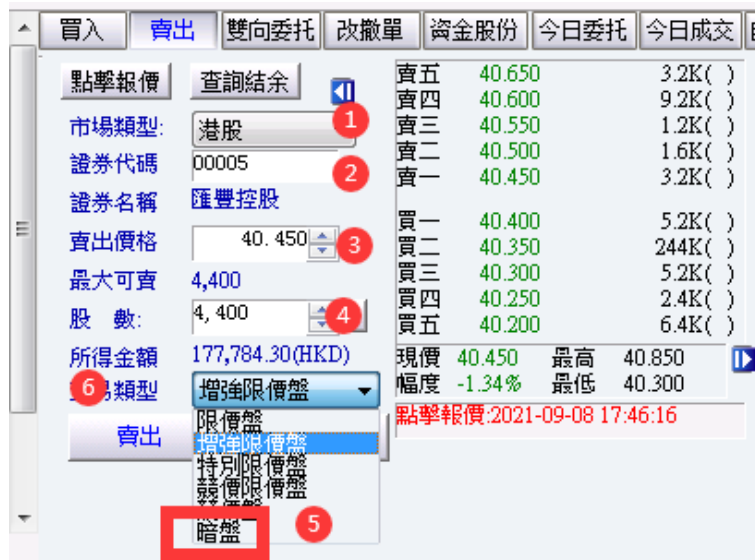 買入 賣出 雙向委托 改撤單 資金股份 今日委托 今日成交
點擊報價 查詢結余
市場類型: 港股 1
證券代碼 00005 2
證券名稱 匯豐控股
賣出價格 40.450 3
最大可賣 4,400
股 數: 4,400 4
所得金額 177,784.30(HKD)
6 類型 增強限價盤
賣出
限價盤
增強限價盤
特別限價盤
競價限價盤
暗盤 5
賣五 40.650 3.2K( )
賣四 40.600 9.2K( )
賣三 40.550 1.2K( )
賣二 40.500 1.6K( )
賣一 40.450 3.2K( )
買一 40.400 5.2K( )
買二 40.350 244K( )
買三 40.300 5.2K( )
買四 40.250 2.4K( )
買五 40.200 6.4K( )
現價 40.450 最高 40.850
幅度 -1.34% 最低 40.300
點擊報價:2021-09-08 17:46:16